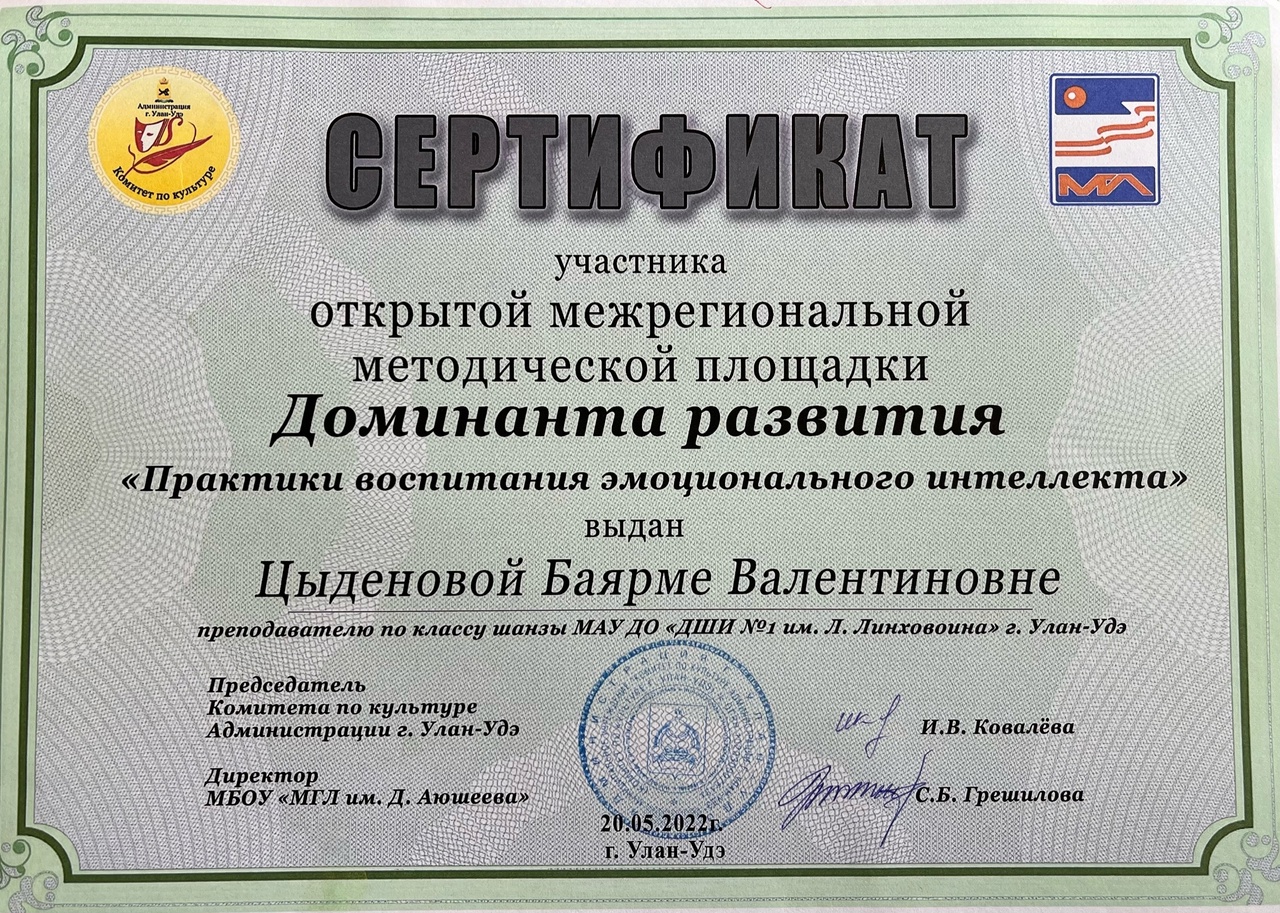 Администрация
г. Улан-Удэ
Комитет по культуре
МГЛ
СЕРТИФИКАТ
участника
открытой межрегиональной
методической площадки
Доминанта развития
«Практики воспитания эмоционального интеллекта»
выдан
Цыденовой Баярме Валентиновне
преподавателю по классу шанзы МАУ ДО «ДШИ №1 им. Л. Линховоина» г. Улан-Удэ
Председатель
Комитета по культуре
Администрации г. Улан-Удэ
И.В. Ковалёва
Директор
МБОУ «МГЛ им. Д. Аюшеева»
С.Б. Грешилова
20.05.2022г.
г. Улан-Удэ